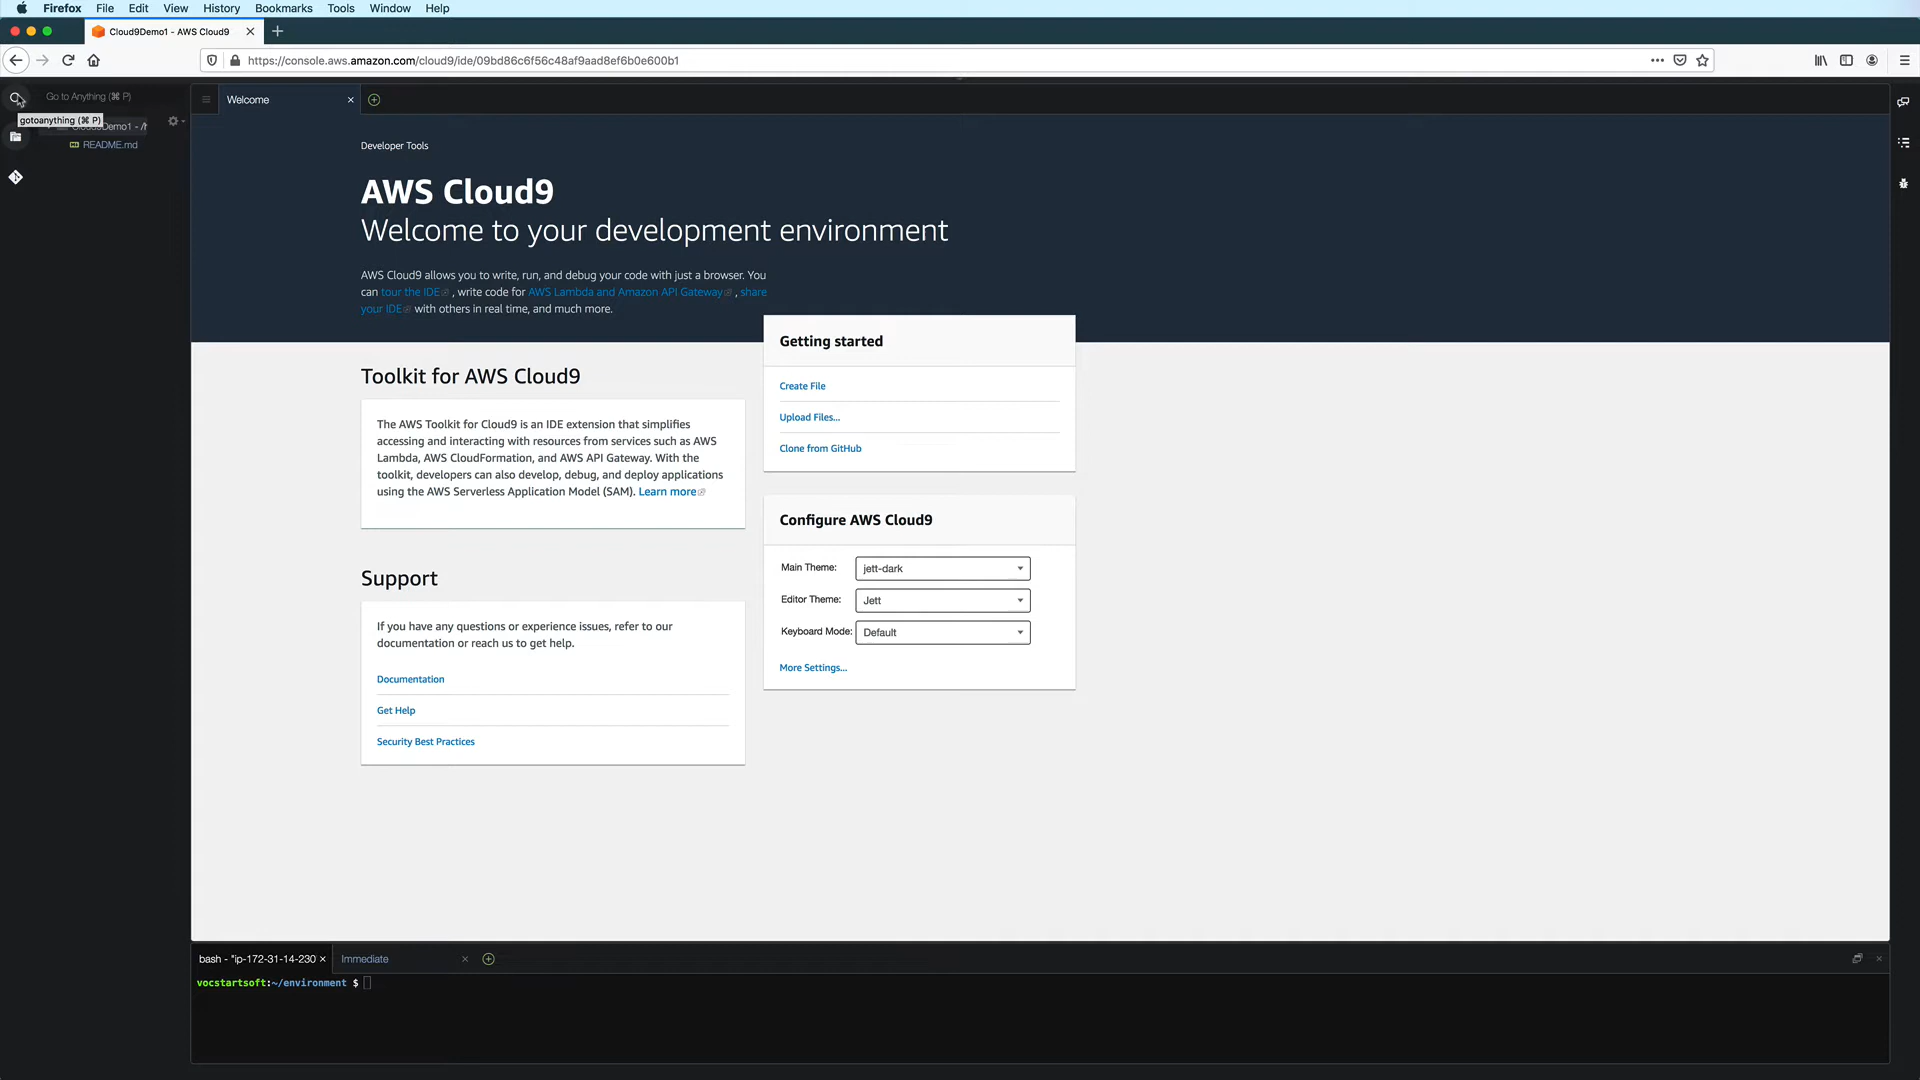 Firefox File Edit View History Bookmarks Tools Window Help
Cloud9Demo1 - AWS Cloud9
https://console.aws.amazon.com/cloud9/ide/09bd86c6f56c48af9aad8ef6b0e600b1
Go to Anything (⌘ P)
gotoanything (⌘ P)
README.md
Welcome
Developer Tools
AWS Cloud9
Welcome to your development environment
AWS Cloud9 allows you to write, run, and debug your code with just a browser. You
can tour the IDE , write code for AWS Lambda and Amazon API Gateway , share
your IDE with others in real time, and much more.
Toolkit for AWS Cloud9
The AWS Toolkit for Cloud9 is an IDE extension that simplifies
accessing and interacting with resources from services such as AWS
Lambda, AWS CloudFormation, and AWS API Gateway. With the
toolkit, developers can also develop, debug, and deploy applications
using the AWS Serverless Application Model (SAM). Learn more
Support
If you have any questions or experience issues, refer to our
documentation or reach us to get help.
Documentation
Get Help
Security Best Practices
Getting started
Create File
Upload Files...
Clone from GitHub
Configure AWS Cloud9
Main Theme: jett-dark
Editor Theme: Jett
Keyboard Mode: Default
More Settings...
bash - "ip-172-31-14-230
Immediate
vocstartsoft:~/environment $